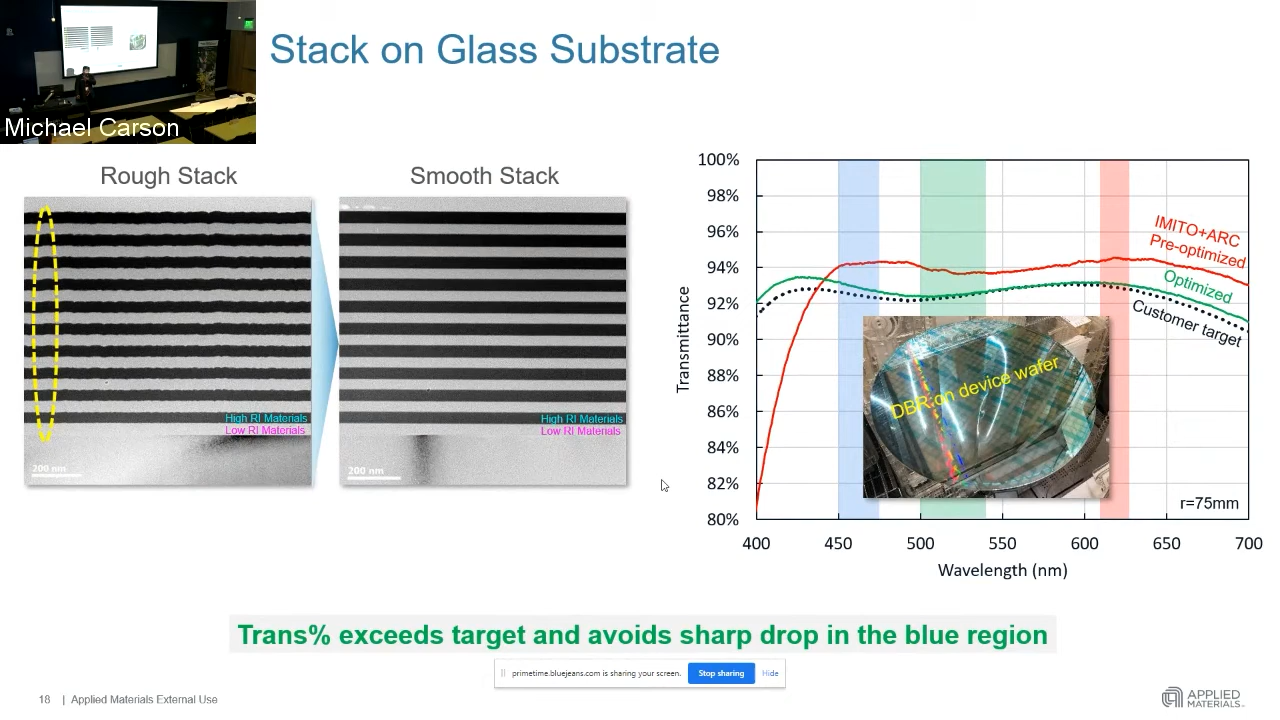 Stack on Glass Substrate
Michael Carson
Rough Stack
Smooth Stack
High RI Materials
Low RI Materials
200 nm
High RI Materials
Low RI Materials
200 nm
100%
98%
96%
94%
92%
90%
88%
86%
84%
82%
80%
Transmittance
IMITO+ARC
Pre-optimized
Optimized
Customer target
DBR on device wafer
r=75mm
400
450
500
550
600
650
700
Wavelength (nm)
Trans% exceeds target and avoids sharp drop in the blue region
primetime.bluejeans.com is sharing your screen.
Stop sharing
Hide
18 | Applied Materials External Use
APPLIED
MATERIALS